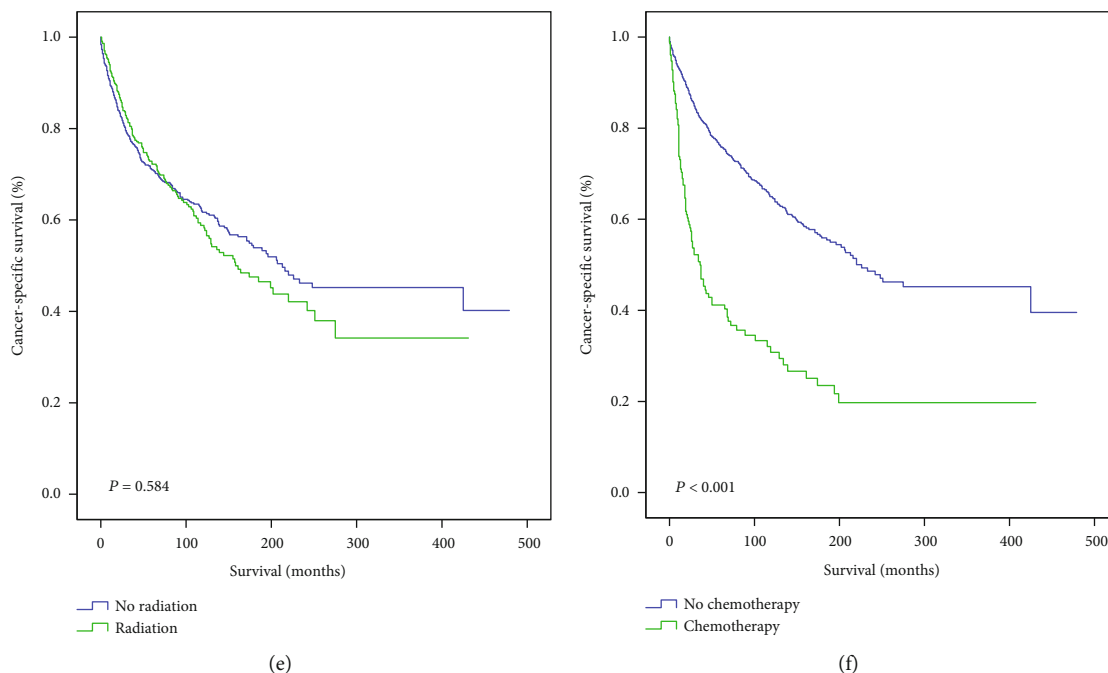 Cancer-specific survival (%)
1.0
0.8
0.6
0.4
0.2
0.0
P = 0.584
0 100 200 300 400 500
Survival (months)
No radiation
Radiation
(e)
Cancer-specific survival (%)
1.0
0.8
0.6
0.4
0.2
0.0
P < 0.001
0 100 200 300 400 500
Survival (months)
No chemotherapy
Chemotherapy
(f)